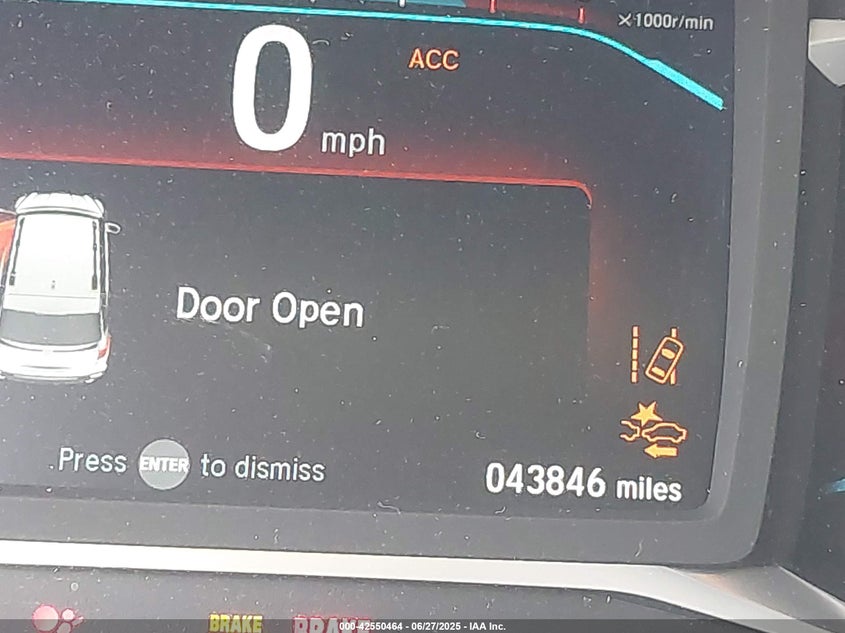 ×1000r/min
ACC
0 mph
Door Open
Press ENTER to dismiss
043846 miles
BRAKE BRAKE
000-42550464 - 06/27/2025 - IAA Inc.